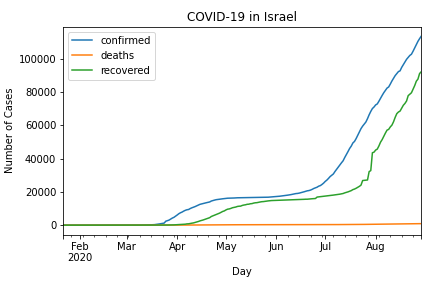 COVID-19 in Israel
confirmed
deaths
recovered
Number of Cases
100000
80000
60000
40000
20000
0
Feb Mar Apr May Jun Jul Aug
2020
Day